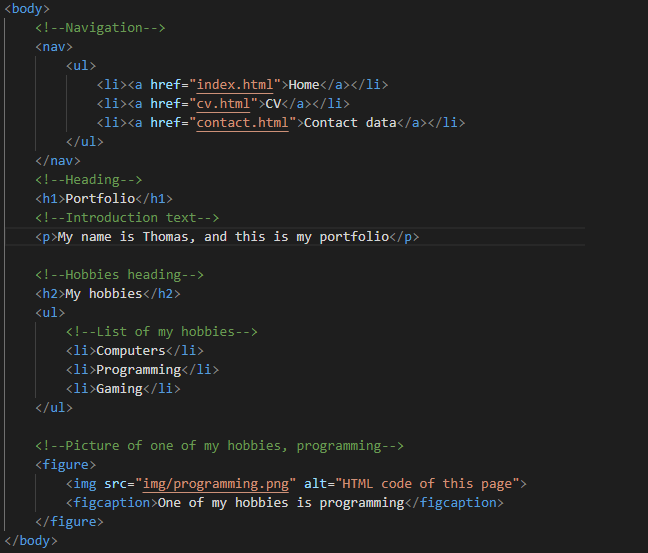 <body>
<!--Navigation-->
<nav>
<ul>
<li><a href="index.html">Home</a></li>
<li><a href="cv.html">CV</a></li>
<li><a href="contact.html">Contact data</a></li>
</ul>
</nav>
<!--Heading-->
<h1>Portfolio</h1>
<!--Introduction text-->
<p>My name is Thomas, and this is my portfolio</p>
<!--Hobbies heading-->
<h2>My hobbies</h2>
<ul>
<!--List of my hobbies-->
<li>Computers</li>
<li>Programming</li>
<li>Gaming</li>
</ul>
<!--Picture of one of my hobbies, programming-->
<figure>
<img src="img/programming.png" alt="HTML code of this page">
<figcaption>One of my hobbies is programming</figcaption>
</figure>
</body>